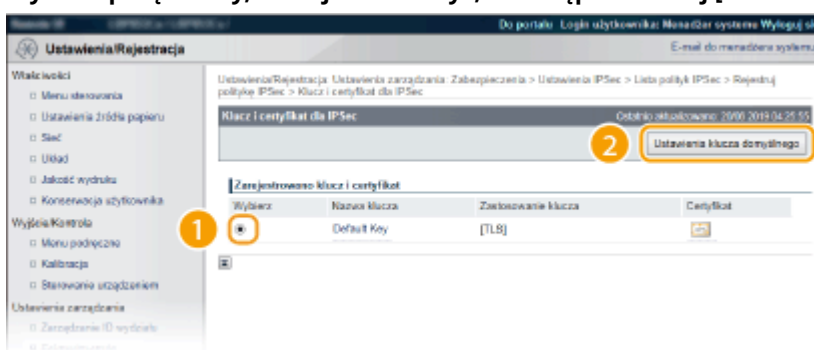 Do portalu Login użytkownika: Menedżer systemu Wyloguj si
Ustawienia/Rejestracja
E-mail do menedżera systemu
Właściwości
Menu sterowania
Ustawienia źródła papieru
Sieć
Układ
Jakość wydruku
Konserwacja użytkownika
Wyjście/Kontrola
Menu podręczne
Kalibracja
Sterowanie urządzeniem
Ustawienia zarządzania
Zarządzanie ID wydziału
Ustawienia/Rejestracja: Ustawienia zarządzania: Zabezpieczenia > Ustawienia IPSec > Lista polityk IPSec > Rejestruj
politykę IPSec > Klucz i certyfikat dla IPSec
Klucz i certyfikat dla IPSec
Ostatnio aktualizowano: 2019 04:25:55
2
Ustawienia klucza domyślnego
Zarejestrowano klucz i certyfikat
Wybierz Nazwa klucza Zastosowanie klucza Certyfikat
1
Default Key [TLS]